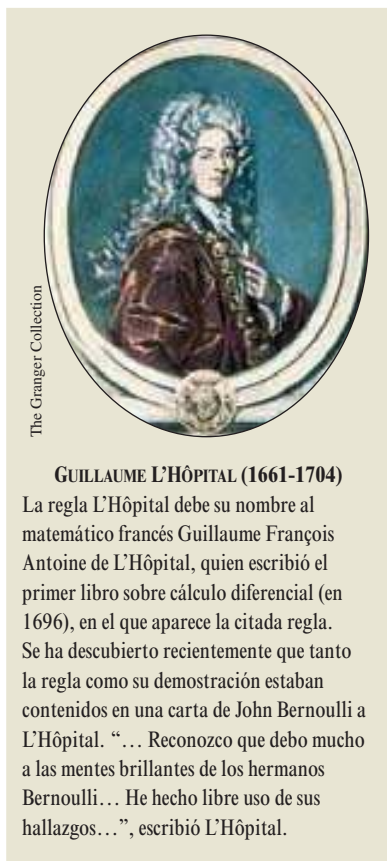 The Granger Collection
GUILLAUME L'HÔPITAL (1661-1704)
La regla L'Hôpital debe su nombre al
matemático francés Guillaume François
Antoine de L'Hôpital, quien escribió el
primer libro sobre cálculo diferencial (en
1696), en el que aparece la citada regla.
Se ha descubierto recientemente que tanto
la regla como su demostración estaban
contenidos en una carta de John Bernoulli a
L'Hôpital. “… Reconozco que debo mucho
a las mentes brillantes de los hermanos
Bernoulli… He hecho libre uso de sus
hallazgos…”, escribió L'Hôpital.